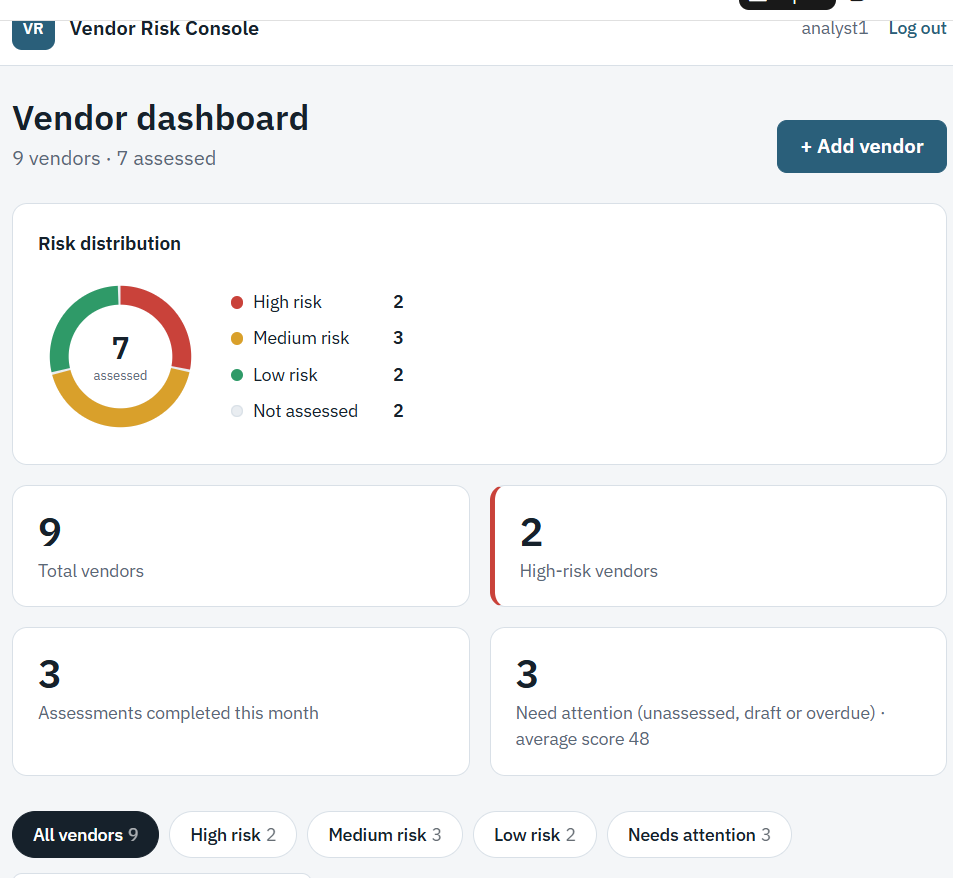 VR Vendor Risk Console analyst1 Log out
Vendor dashboard
9 vendors · 7 assessed
+ Add vendor
Risk distribution
7
assessed
High risk 2
Medium risk 3
Low risk 2
Not assessed 2
9
Total vendors
2
High-risk vendors
3
Assessments completed this month
3
Need attention (unassessed, draft or overdue) ·
average score 48
All vendors 9 High risk 2 Medium risk 3 Low risk 2 Needs attention 3